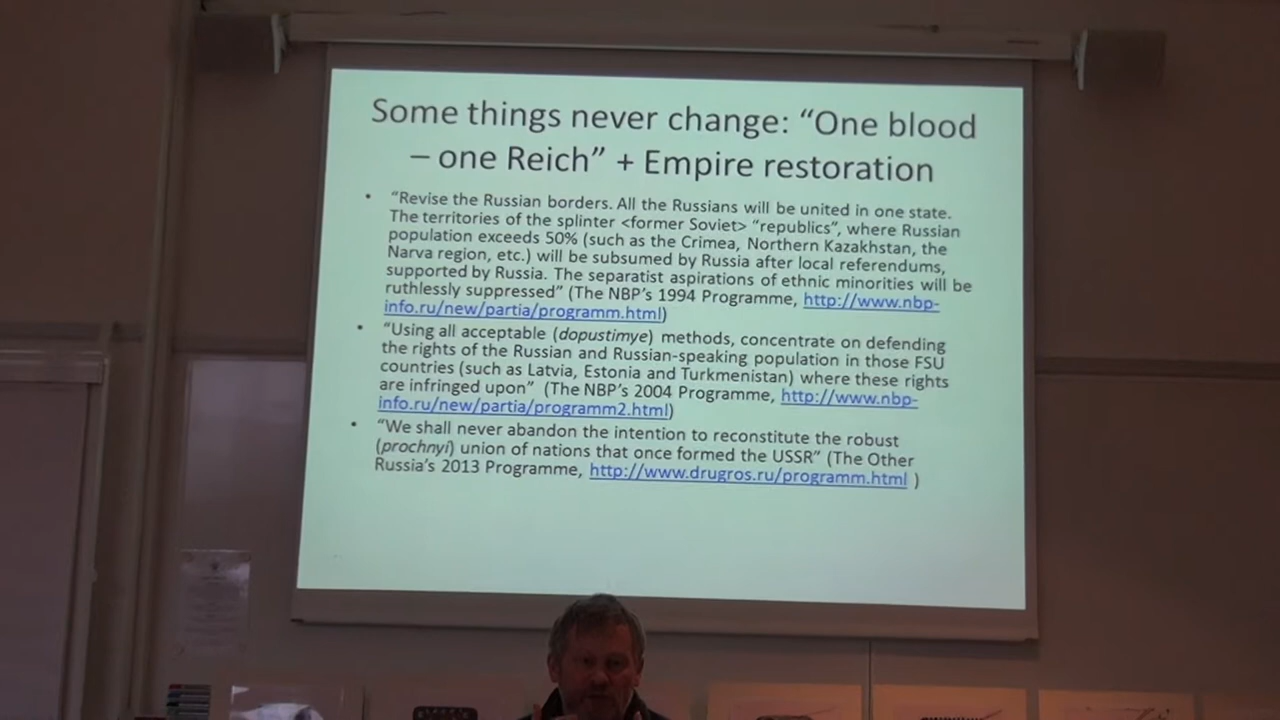 Some things never change: “One blood
– one Reich” + Empire restoration
• “Revise the Russian borders. All the Russians will be united in one state.
The territories of the splinter <former Soviet> “republics”, where Russian
population exceeds 50% (such as the Crimea, Northern Kazakhstan, the
Narva region, etc.) will be subsumed by Russia after local referendums,
supported by Russia. The separatist aspirations of ethnic minorities will be
ruthlessly suppressed” (The NBP’s 1994 Programme, http://www.nbp-
info.ru/new/partia/programm.html)
• “Using all acceptable (dopustimye) methods, concentrate on defending
the rights of the Russian and Russian-speaking population in those FSU
countries (such as Latvia, Estonia and Turkmenistan) where these rights
are infringed upon” (The NBP’s 2004 Programme, http://www.nbp-
info.ru/new/partia/programm2.html)
• “We shall never abandon the intention to reconstitute the robust
(prochnyi) union of nations that once formed the USSR” (The Other
Russia’s 2013 Programme, http://www.drugros.ru/programm.html )